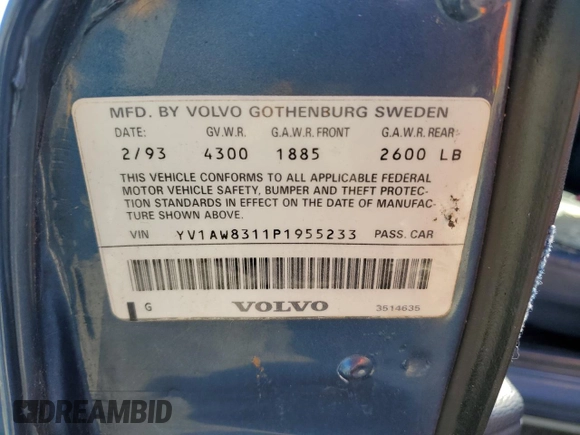 MFD. BY VOLVO GOTHENBURG SWEDEN
DATE: G.V.W.R. G.A.W.R. FRONT G.A.W.R. REAR
2/93 4300 1885 2600 LB
THIS VEHICLE CONFORMS TO ALL APPLICABLE FEDERAL
MOTOR VEHICLE SAFETY, BUMPER AND THEFT PROTEC-
TION STANDARDS IN EFFECT ON THE DATE OF MANUFAC-
TURE SHOWN ABOVE.
VIN YV1AW8311P1955233 PASS. CAR
G VOLVO 3514635
DREAMBID